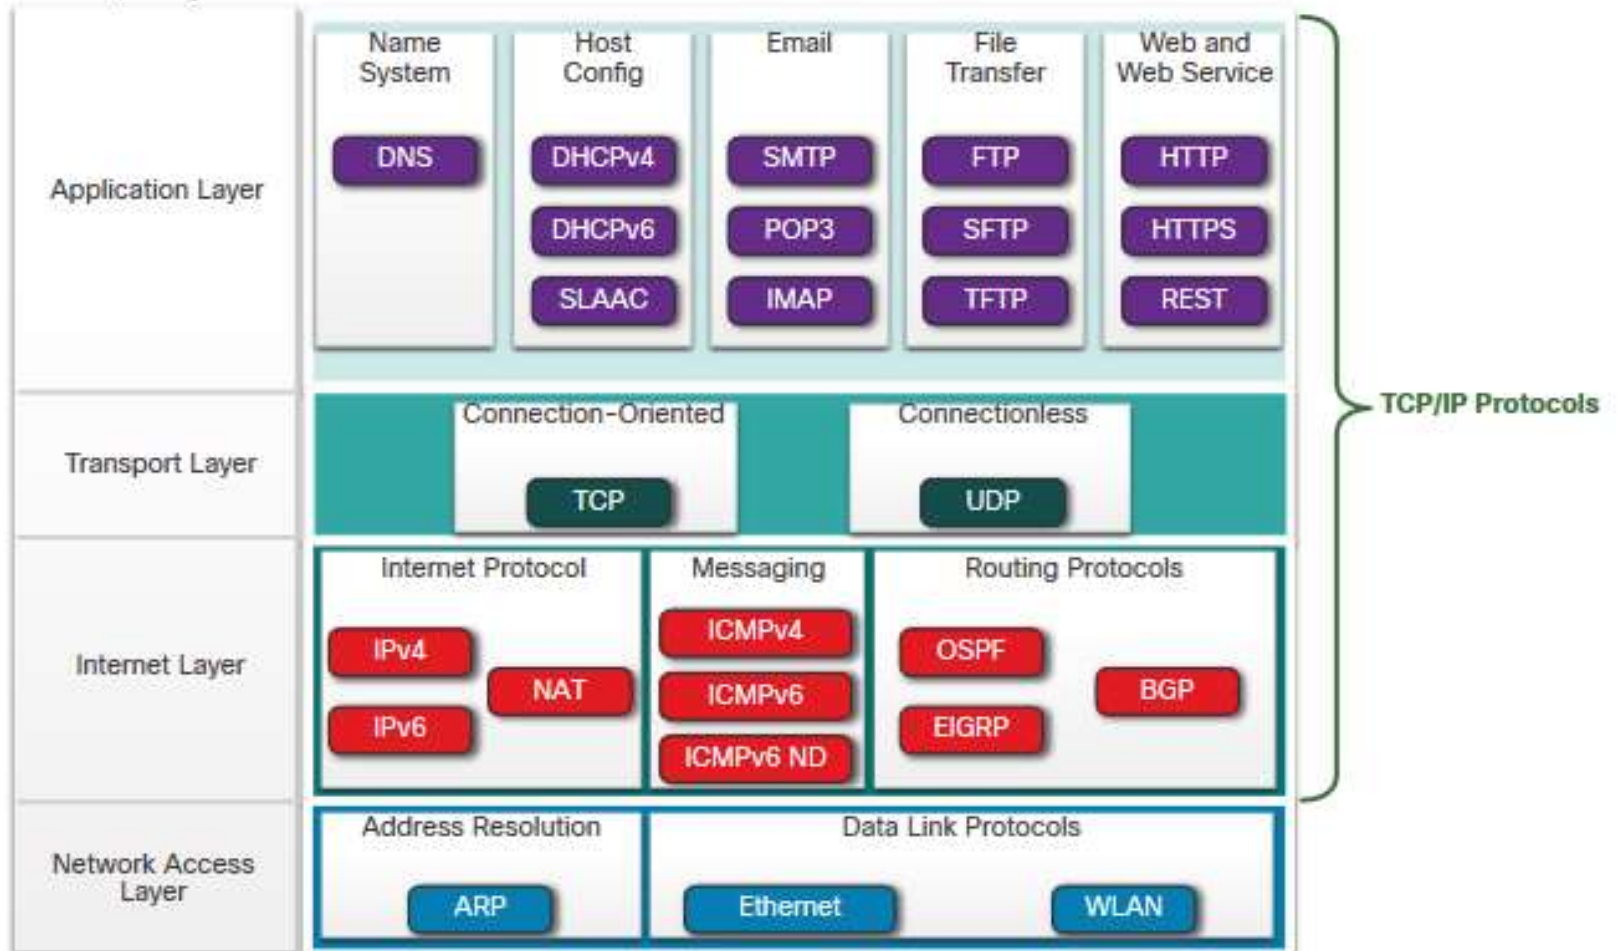 Application Layer
Name
System
DNS
Host
Config
DHCPv4
DHCPv6
SLAAC
Email
SMTP
POP3
IMAP
File
Transfer
FTP
SFTP
TFTP
Web and
Web Service
HTTP
HTTPS
REST
TCP/IP Protocols
Transport Layer
Connection-Oriented
TCP
Connectionless
UDP
Internet Layer
Internet Protocol
IPv4
NAT
IPv6
Messaging
ICMPv4
ICMPv6
ICMPv6 ND
Routing Protocols
OSPF
BGP
EIGRP
Network Access
Layer
Address Resolution
ARP
Data Link Protocols
Ethernet
WLAN